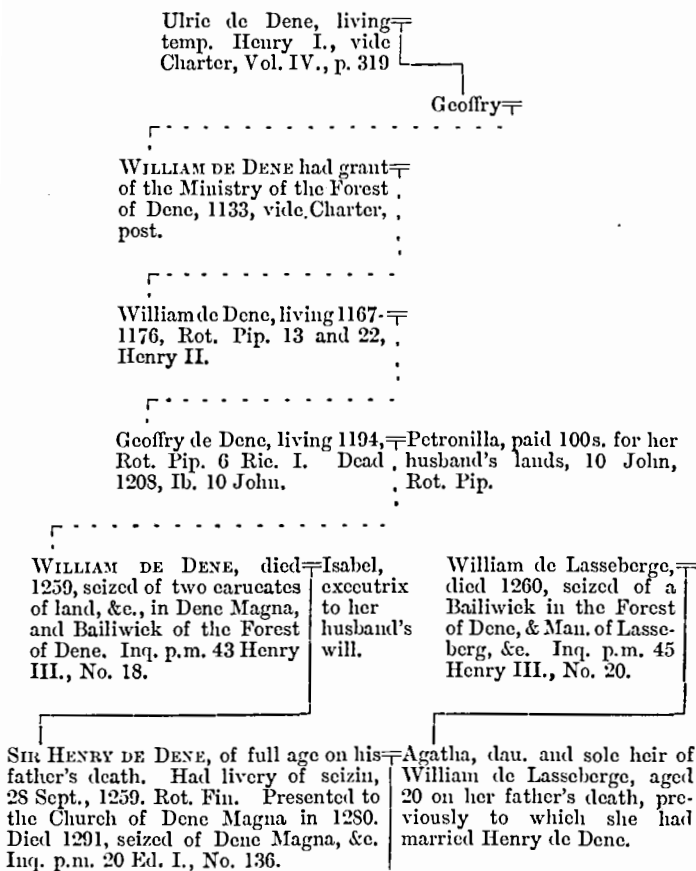 Ulric de Dene, living
temp. Henry I., vide
Charter, Vol. IV., p. 319
Geoffry
WILLIAM DE DENE had grant
of the Ministry of the Forest
of Dene, 1133, vide Charter,
post.
William de Dene, living 1167-
1176, Rot. Pip. 13 and 22,
Henry II.
Geoffry de Dene, living 1194,
Rot. Pip. 6 Ric. I. Dead
1208, Ib. 10 John.
Petronilla, paid 100s. for her
husband's lands, 10 John,
Rot. Pip.
WILLIAM DE DENE, died
1259, seized of two carucates
of land, &c., in Dene Magna,
and Bailiwick of the Forest
of Dene. Inq. p.m. 43 Henry
III., No. 18.
Isabel,
executrix
to her
husband's
will.
William de Lasseberge,
died 1260, seized of a
Bailiwick in the Forest
of Dene, & Man. of Lasse-
berg, &c. Inq. p.m. 45
Henry III., No. 20.
SIR HENRY DE DENE, of full age on his
father's death. Had livery of seizin,
28 Sept., 1259. Rot. Fin. Presented to
the Church of Dene Magna in 1280.
Died 1291, seized of Dene Magna, &c.
Inq. p.m. 20 Ed. I., No. 136.
Agatha, dau. and sole heir of
William de Lasseberge, aged
20 on her father's death, pre-
viously to which she had
married Henry de Dene.